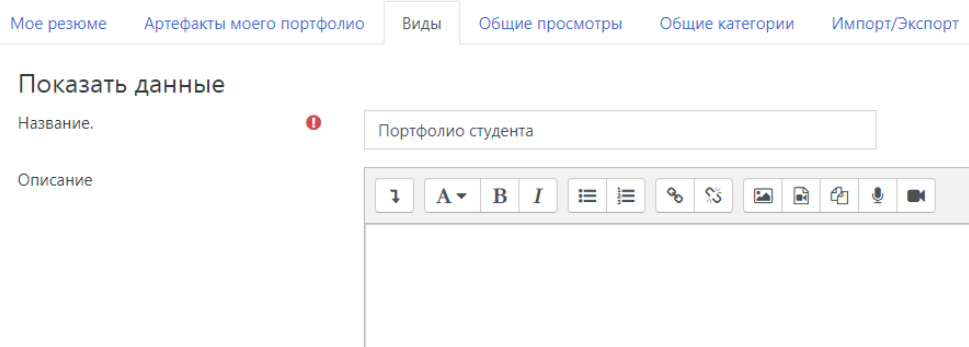 Мое резюме Артефакты моего портфолио Виды Общие просмотры Общие категории Импорт/Экспорт
Показать данные
Название. Портфолио студента
Описание
A B I